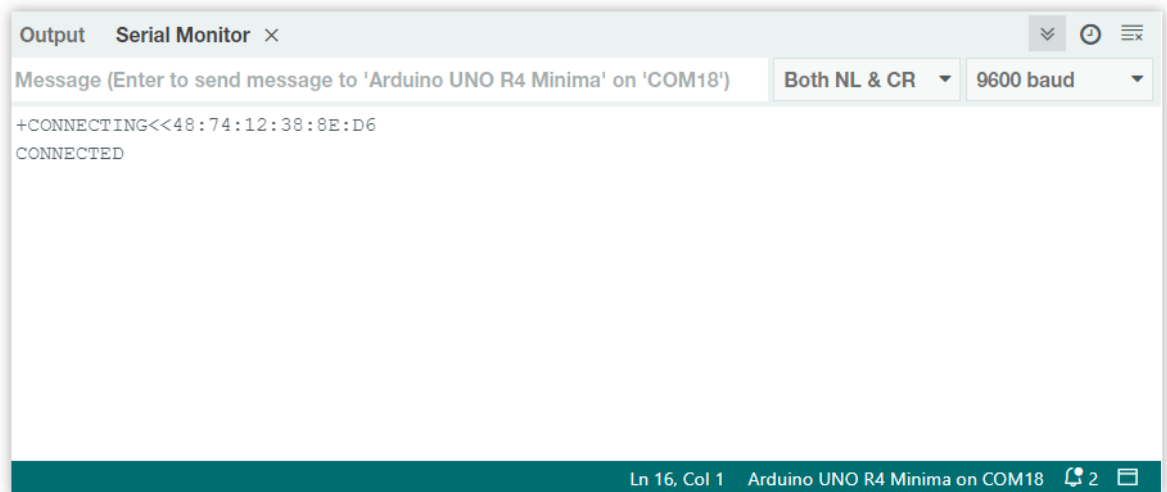 Output Serial Monitor ×
Message (Enter to send message to 'Arduino UNO R4 Minima' on 'COM18') Both NL & CR 9600 baud
+CONNECTING<<48:74:12:38:8E:D6
CONNECTED
Ln 16, Col 1 Arduino UNO R4 Minima on COM18 2